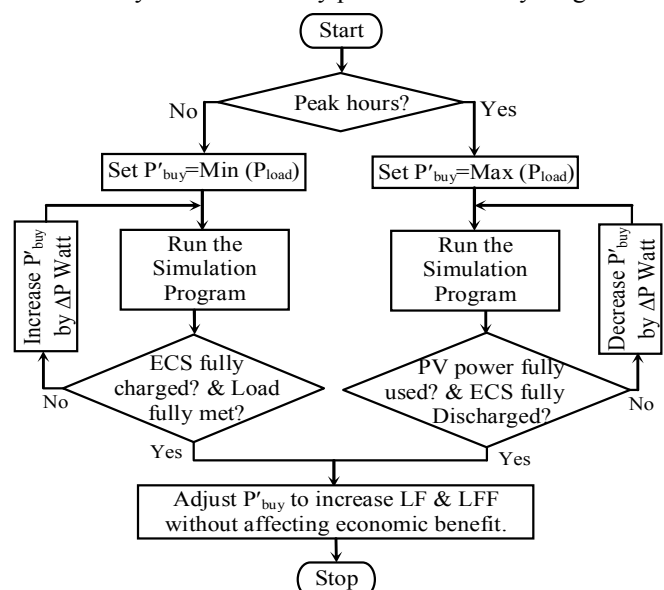 Start
Peak hours?
No
Yes
Set P'buy=Min (Pload)
Set P'buy=Max (Pload)
Increase P'buy
by ΔP Watt
Run the
Simulation
Program
Run the
Simulation
Program
Decrease P'buy
by ΔP Watt
ECS fully
charged? & Load
fully met?
PV power fully
used? & ECS fully
Discharged?
No
No
Yes
Yes
Adjust P'buy to increase LF & LFF
without affecting economic benefit.
Stop